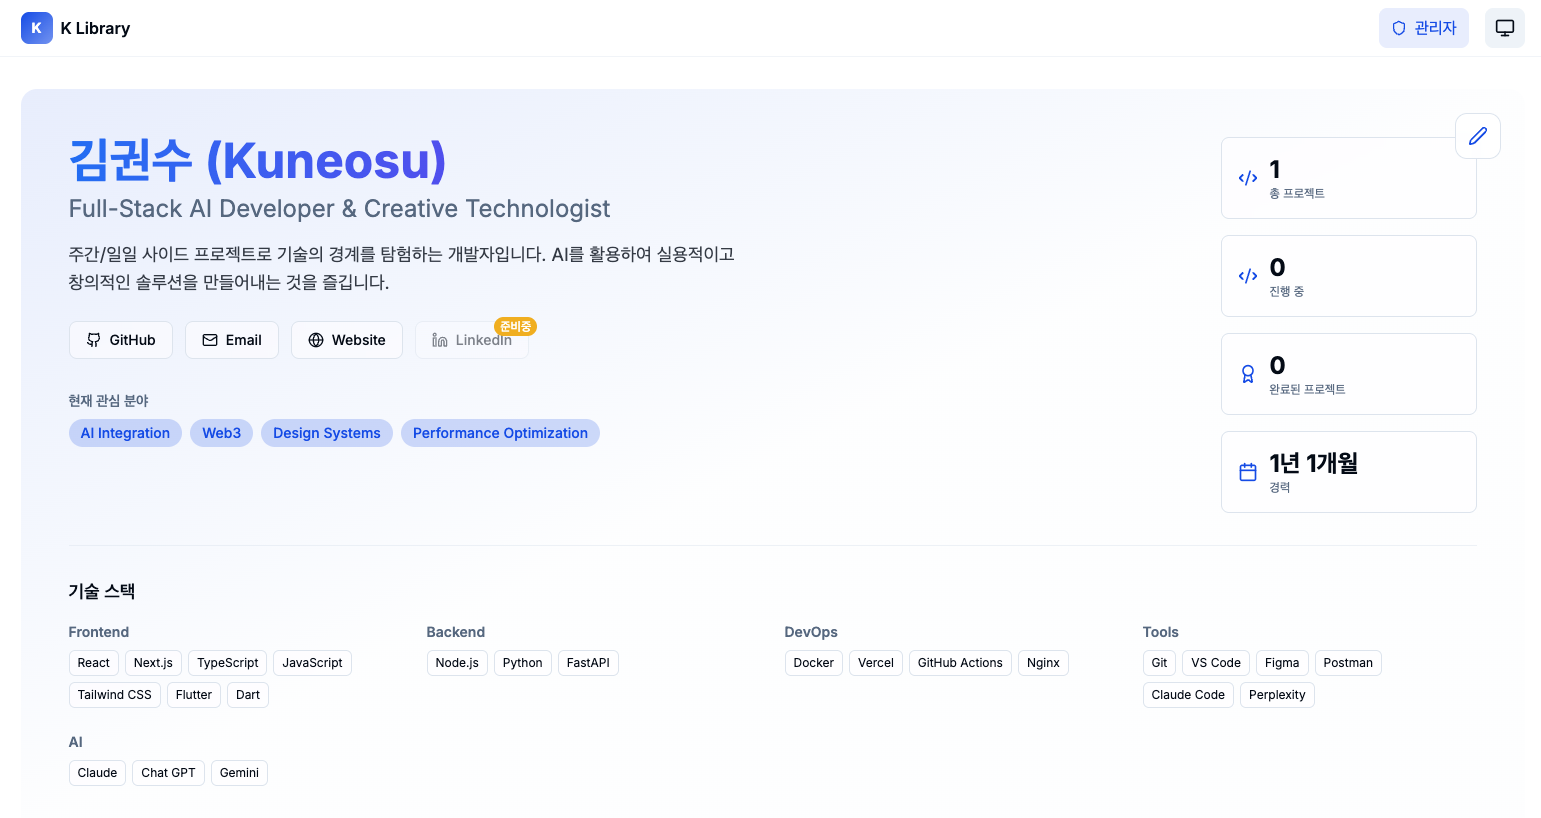 K
K Library
관리자
김권수 (Kuneosu)
Full-Stack AI Developer & Creative Technologist
주간/일일 사이드 프로젝트로 기술의 경계를 탐험하는 개발자입니다. AI를 활용하여 실용적이고
창의적인 솔루션을 만들어내는 것을 즐깁니다.
GitHub
Email
Website
LinkedIn
준비중
현재 관심 분야
AI Integration
Web3
Design Systems
Performance Optimization
1
총 프로젝트
0
진행 중
0
완료된 프로젝트
1년 1개월
경력
기술 스택
Frontend
React
Next.js
TypeScript
JavaScript
Tailwind CSS
Flutter
Dart
Backend
Node.js
Python
FastAPI
DevOps
Docker
Vercel
GitHub Actions
Nginx
Tools
Git
VS Code
Figma
Postman
Claude Code
Perplexity
AI
Claude
Chat GPT
Gemini